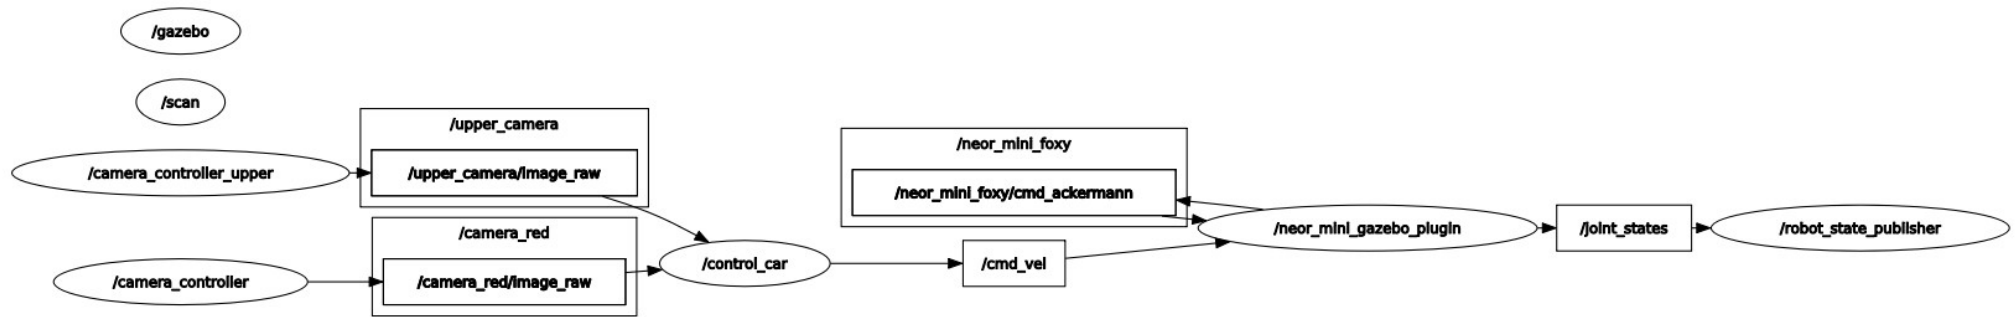 /gazebo
/scan
/camera_controller_upper
/upper_camera
/upper_camera/image_raw
/camera_controller
/camera_red
/camera_red/image_raw
/control_car
/neor_mini_foxy
/neor_mini_foxy/cmd_ackermann
/cmd_vel
/neor_mini_gazebo_plugin
/joint_states
/robot_state_publisher